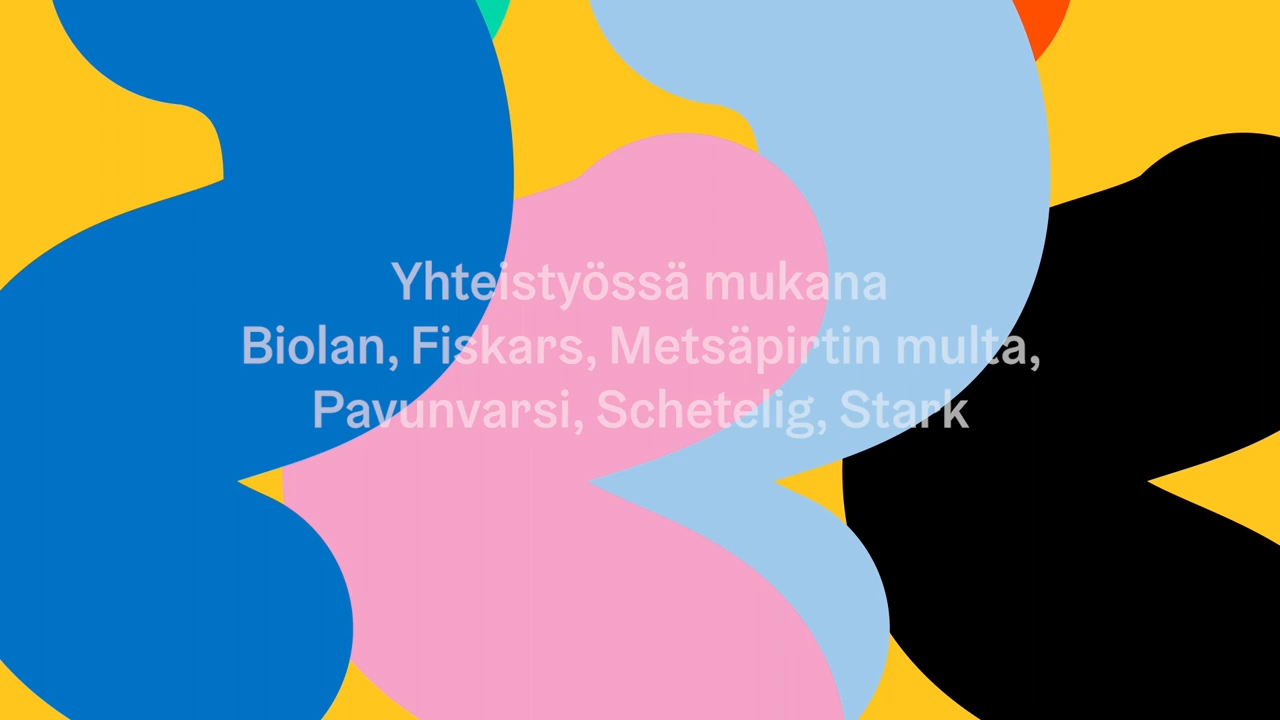 Yhteistyössä mukana
Biolan, Fiskars, Metsäpirtin multa,
Pavunvarsi, Schetelig, Stark